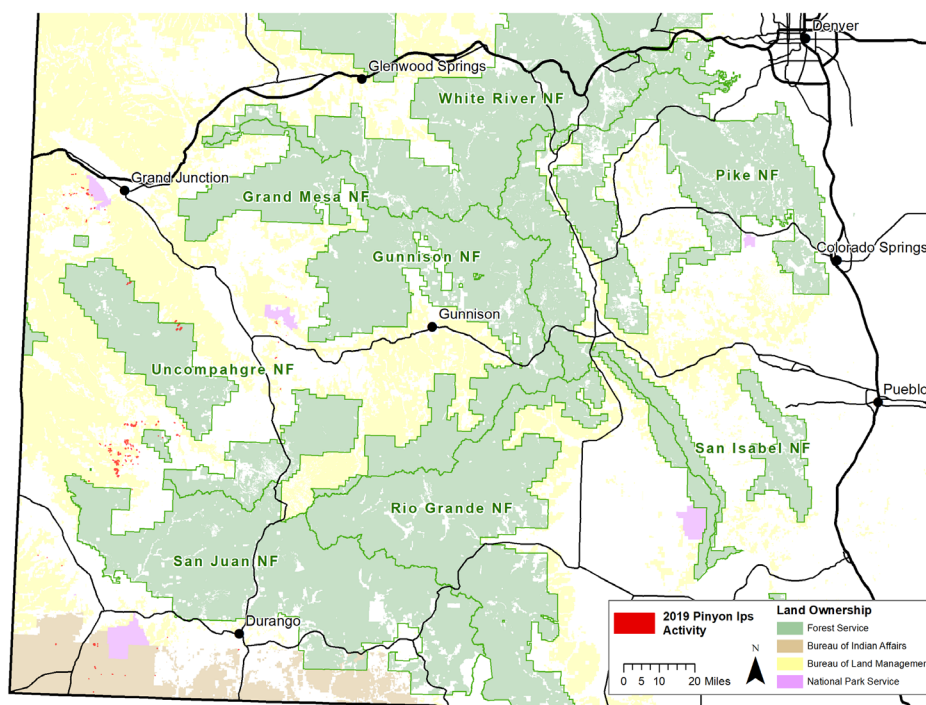 Denver
Glenwood Springs
White River NF
Grand Junction
Grand Mesa NF
Pike NF
Gunnison NF
Colorado Springs
Gunnison
Uncompahgre NF
Pueblo
San Isabel NF
Rio Grande NF
San Juan NF
Durango
2019 Pinyon Ips
Activity
0 5 10 20 Miles
N
Land Ownership
Forest Service
Bureau of Indian Affairs
Bureau of Land Management
National Park Service